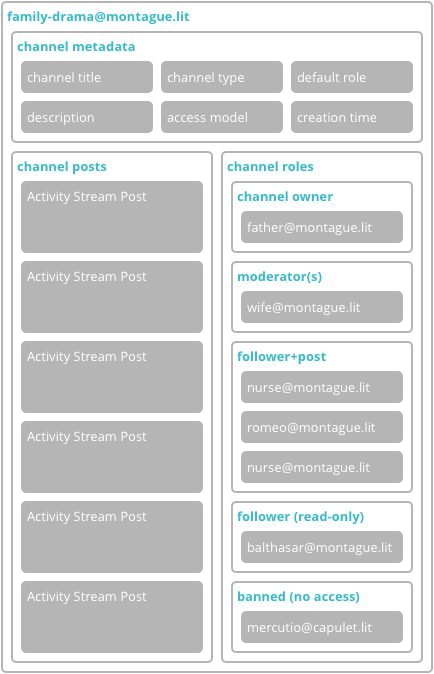 family-drama@montague.lit
channel metadata
channel title
channel type
default role
description
access model
creation time
channel posts
Activity Stream Post
Activity Stream Post
Activity Stream Post
Activity Stream Post
Activity Stream Post
Activity Stream Post
channel roles
channel owner
father@montague.lit
moderator(s)
wife@montague.lit
follower+post
nurse@montague.lit
romeo@montague.lit
nurse@montague.lit
follower (read-only)
balthasar@montague.lit
banned (no access)
mercutio@capulet.lit